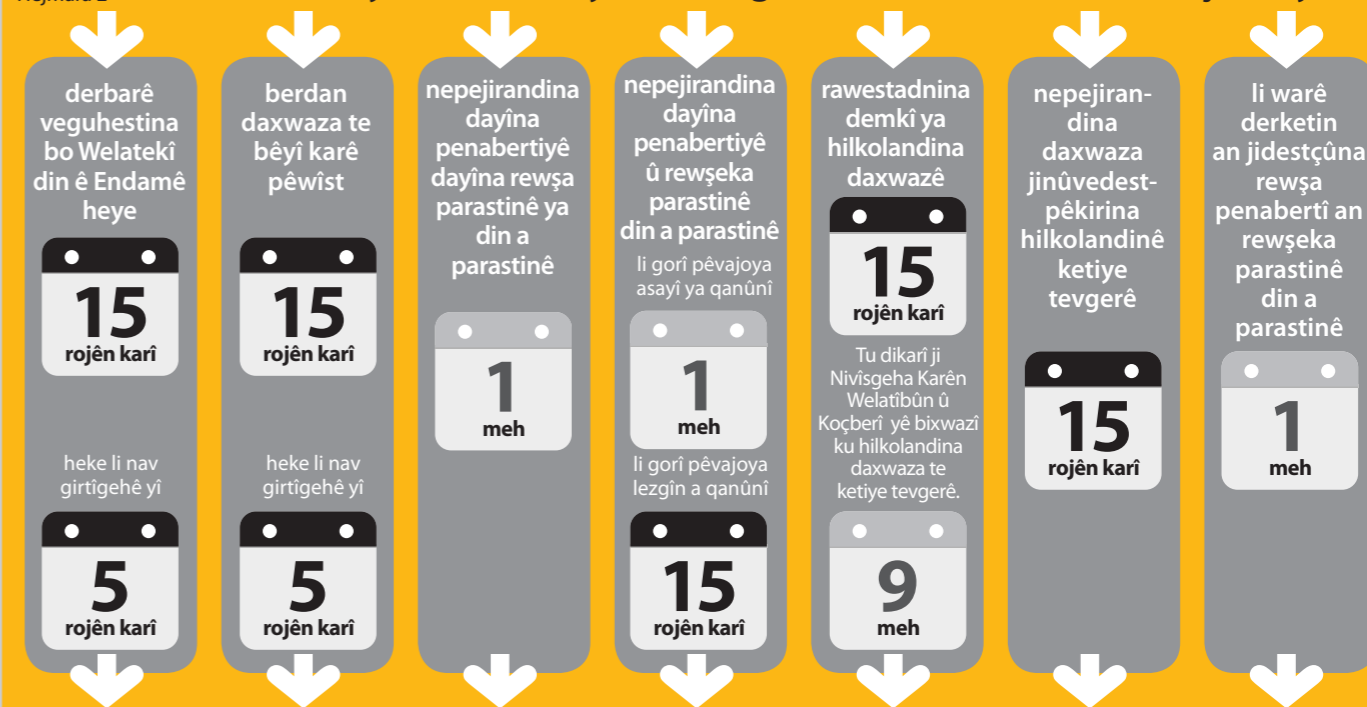 derbarê
veguhestina
bo Welatekî
din ê Endamê
heye
15
rojên karî
heke li nav
girtîgehê yî
5
rojên karî
berdan
daxwaza te
bêyî karê
pêwîst
15
rojên karî
heke li nav
girtîgehê yî
5
rojên karî
nepejirandina
dayîna
penabertiyê
dayîna rewşa
parastinê ya
din a
parastinê
1
meh
nepejirandina
dayîna
penabertiyê
û rewşeka
parastinê
din a parastinê
li gorî pêvajoya
asayî ya qanûnî
1
meh
li gorî pêvajoya
lezgîn a qanûnî
15
rojên karî
rawestadnina
demkî ya
hilkolandina
daxwazê
15
rojên karî
Tu dikarî ji
Nivîsgeha Karên
Welatîbûn û
Koçberî yê bixwazî
ku hilkolandina
daxwaza te
ketiye tevgerê.
9
meh
nepejiran-
dina
daxwaza
jinûvedest-
pêkirina
hilkolandinê
ketiye
tevgerê
15
rojên karî
li warê
derketin
an jidestçûna
rewşa
penabertî an
rewşeka
parastinê
din a
parastinê
1
meh